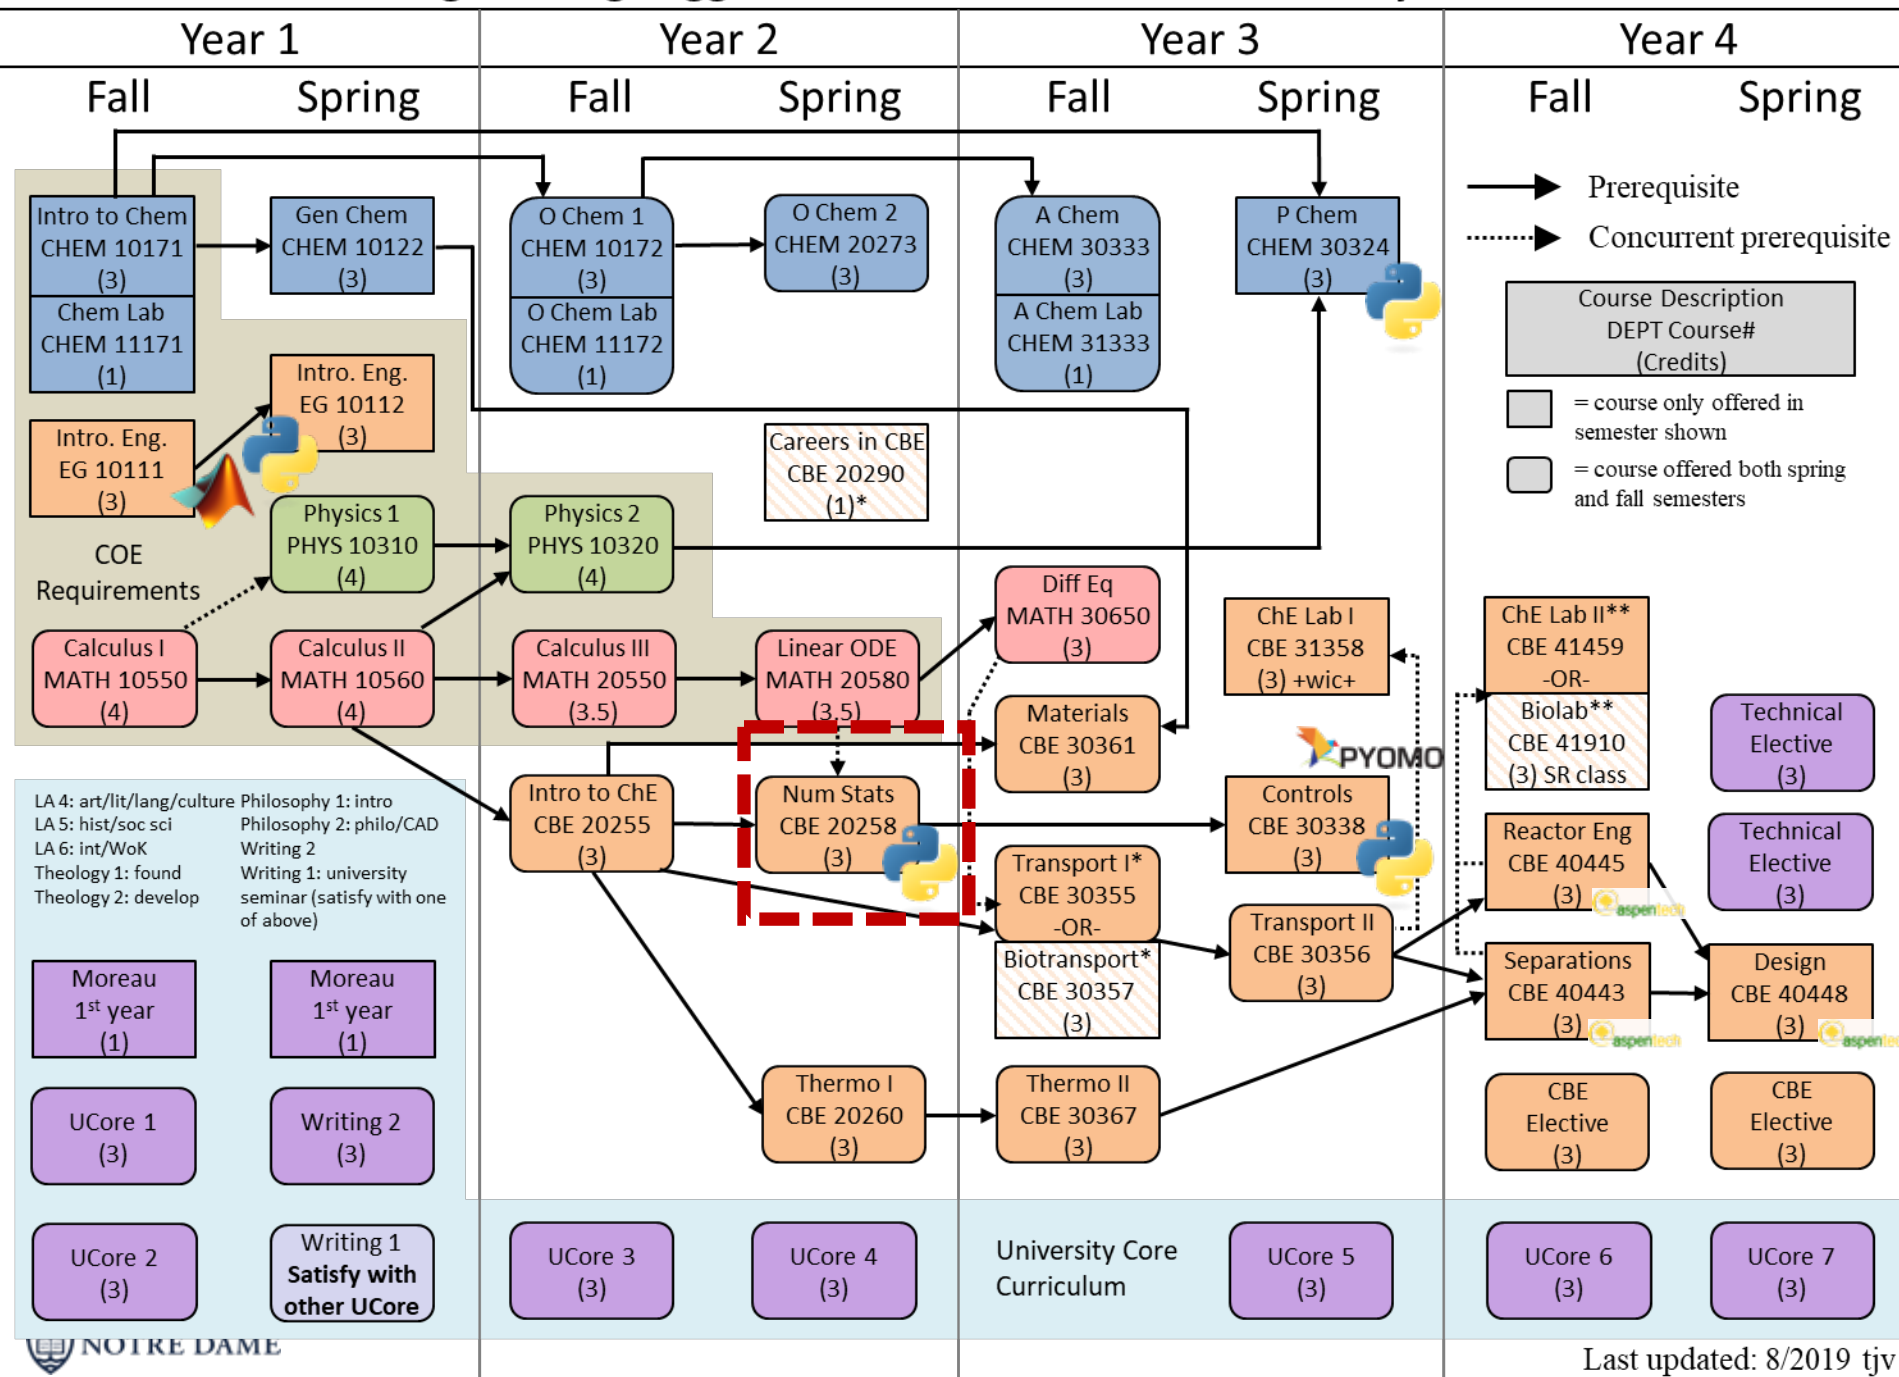 Year 1
Year 2
Year 3
Year 4
Fall
Spring
Fall
Spring
Fall
Spring
Fall
Spring
Intro to Chem
CHEM 10171
(3)
Chem Lab
CHEM 11171
(1)
Gen Chem
CHEM 10122
(3)
O Chem 1
CHEM 10172
(3)
O Chem Lab
CHEM 11172
(1)
O Chem 2
CHEM 20273
(3)
A Chem
CHEM 30333
(3)
A Chem Lab
CHEM 31333
(1)
P Chem
CHEM 30324
(3)
Prerequisite
Concurrent prerequisite
Course Description
DEPT Course#
(Credits)
= course only offered in
semester shown
= course offered both spring
and fall semesters
Intro. Eng.
EG 10111
(3)
Intro. Eng.
EG 10112
(3)
Careers in CBE
CBE 20290
(1)*
COE
Requirements
Physics 1
PHYS 10310
(4)
Physics 2
PHYS 10320
(4)
Calculus I
MATH 10550
(4)
Calculus II
MATH 10560
(4)
Calculus III
MATH 20550
(3.5)
Linear ODE
MATH 20580
(3.5)
Diff Eq
MATH 30650
(3)
ChE Lab I
CBE 31358
(3) +wic+
ChE Lab II**
CBE 41459
-OR-
Biolab**
CBE 41910
(3) SR class
Technical
Elective
(3)
Materials
CBE 30361
(3)
PYOMO
Intro to ChE
CBE 20255
(3)
Num Stats
CBE 20258
(3)
Controls
CBE 30338
(3)
Reactor Eng
CBE 40445
(3)
aspentech
Technical
Elective
(3)
Transport I*
CBE 30355
-OR-
Biotransport*
CBE 30357
(3)
Transport II
CBE 30356
(3)
Separations
CBE 40443
(3)
aspentech
Design
CBE 40448
(3)
aspente
LA 4: art/lit/lang/culture
LA 5: hist/soc sci
LA 6: int/WoK
Theology 1: found
Theology 2: develop
Philosophy 1: intro
Philosophy 2: philo/CAD
Writing 2
Writing 1: university
seminar (satisfy with one
of above)
Moreau
1st year
(1)
Moreau
1st year
(1)
Thermo I
CBE 20260
(3)
Thermo II
CBE 30367
(3)
CBE
Elective
(3)
CBE
Elective
(3)
UCore 1
(3)
Writing 2
(3)
UCore 2
(3)
Writing 1
Satisfy with
other UCore
UCore 3
(3)
UCore 4
(3)
University Core
Curriculum
UCore 5
(3)
UCore 6
(3)
UCore 7
(3)
NOTRE DAME
Last updated: 8/2019 tjv